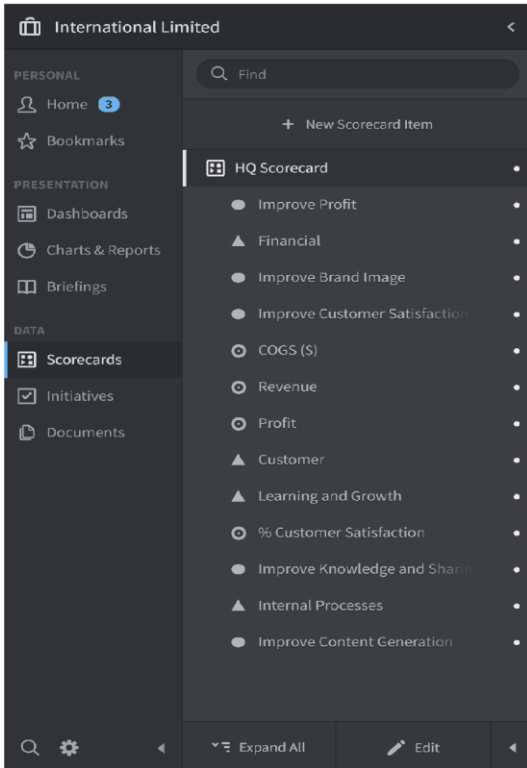 International Limited
PERSONAL
Home 3
Bookmarks
PRESENTATION
Dashboards
Charts & Reports
Briefings
DATA
Scorecards
Initiatives
Documents
Find
+ New Scorecard Item
HQ Scorecard
Improve Profit
Financial
Improve Brand Image
Improve Customer Satisfaction
COGS ($)
Revenue
Profit
Customer
Learning and Growth
% Customer Satisfaction
Improve Knowledge and Sharin
Internal Processes
Improve Content Generation
Expand All
Edit